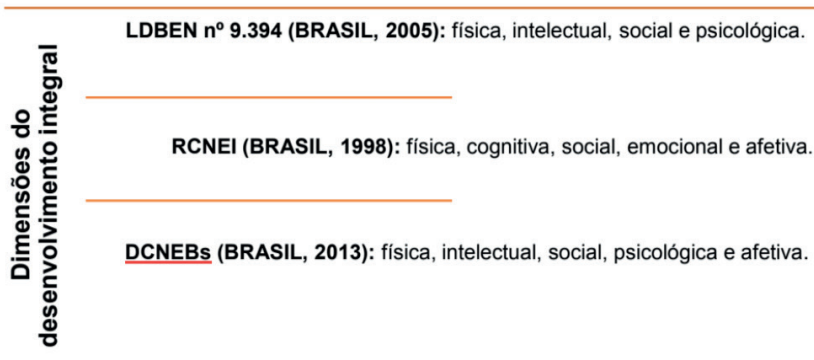 Dimensões do
desenvolvimento integral
LDBEN nº 9.394 (BRASIL, 2005): física, intelectual, social e psicológica.
RCNEI (BRASIL, 1998): física, cognitiva, social, emocional e afetiva.
DCNEBs (BRASIL, 2013): física, intelectual, social, psicológica e afetiva.